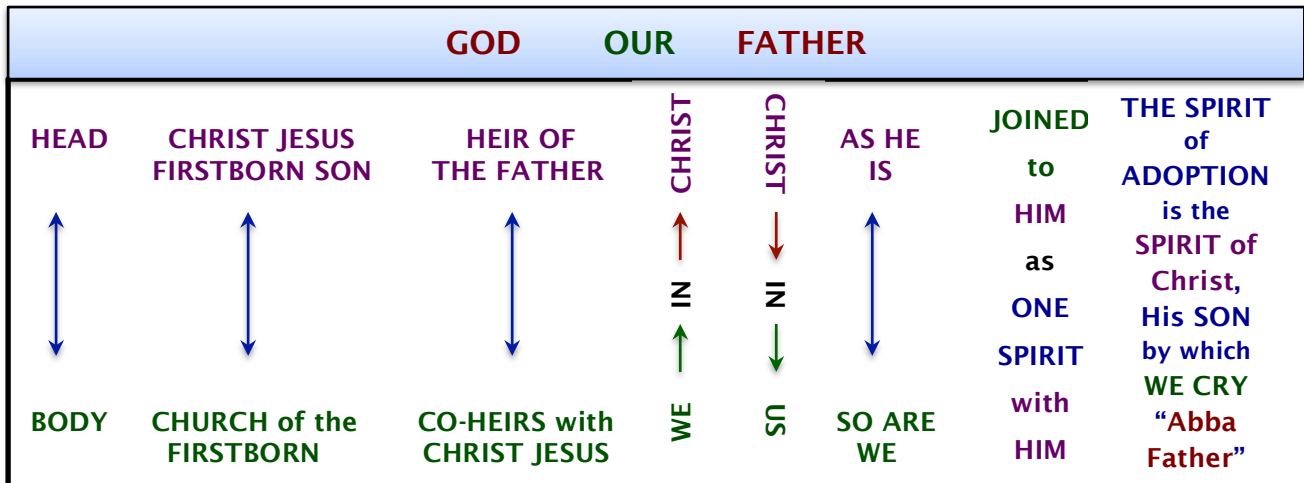 GOD OUR FATHER
HEAD
BODY
CHRIST JESUS
FIRSTBORN SON
CHURCH of the
FIRSTBORN
HEIR OF
THE FATHER
CO-HEIRS with
CHRIST JESUS
WE IN CHRIST
CHRIST IN US
AS HE
IS
SO ARE
WE
JOINED
to
HIM
as
ONE
SPIRIT
with
HIM
THE SPIRIT
of
ADOPTION
is the
SPIRIT of
Christ,
His SON
by which
WE CRY
“Abba
Father”